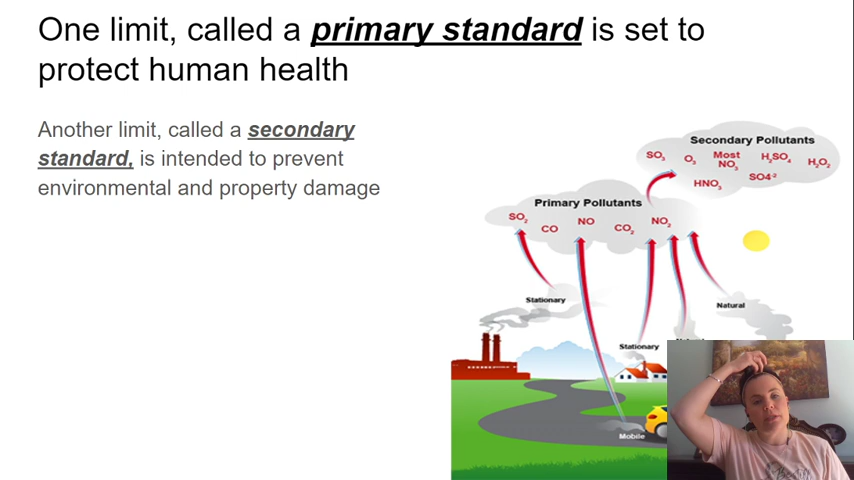 One limit, called a primary standard is set to
protect human health
Another limit, called a secondary
standard, is intended to prevent
environmental and property damage
Secondary Pollutants
SO₃ O₃ Most NO₃ H₂SO₄ H₂O₂
HNO₃ SO4⁻²
Primary Pollutants
SO₂ CO NO CO₂ NO₂
Stationary
Natural
Stationary
Mobile